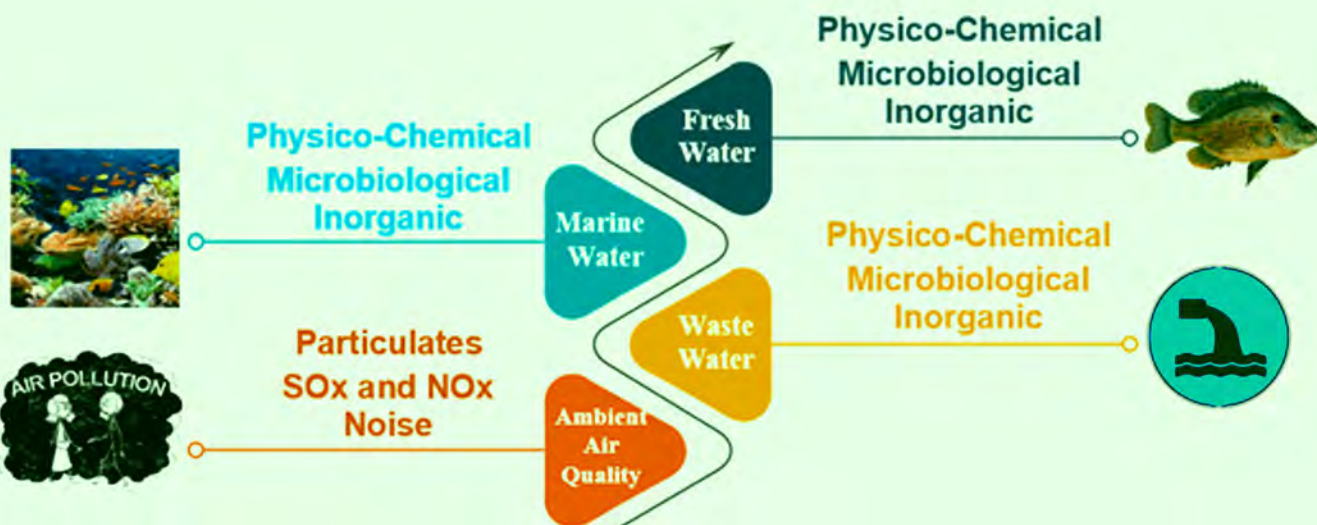 Physico-Chemical
Microbiological
Inorganic
Fresh
Water
Physico-Chemical
Microbiological
Inorganic
Marine
Water
Physico-Chemical
Microbiological
Inorganic
Waste
Water
Particulates
SOx and NOx
Noise
AIR POLLUTION
Ambient
Air
Quality